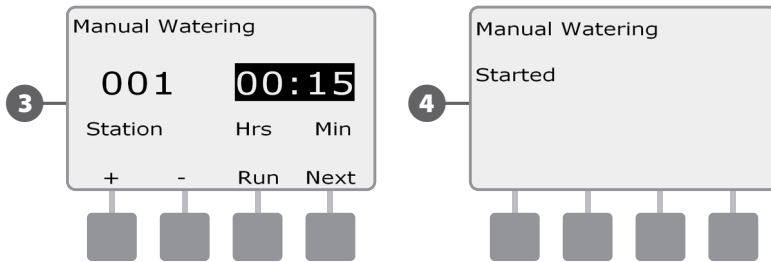 3
Manual Watering
001 00:15
Station Hrs Min
+ - Run Next
4
Manual Watering
Started